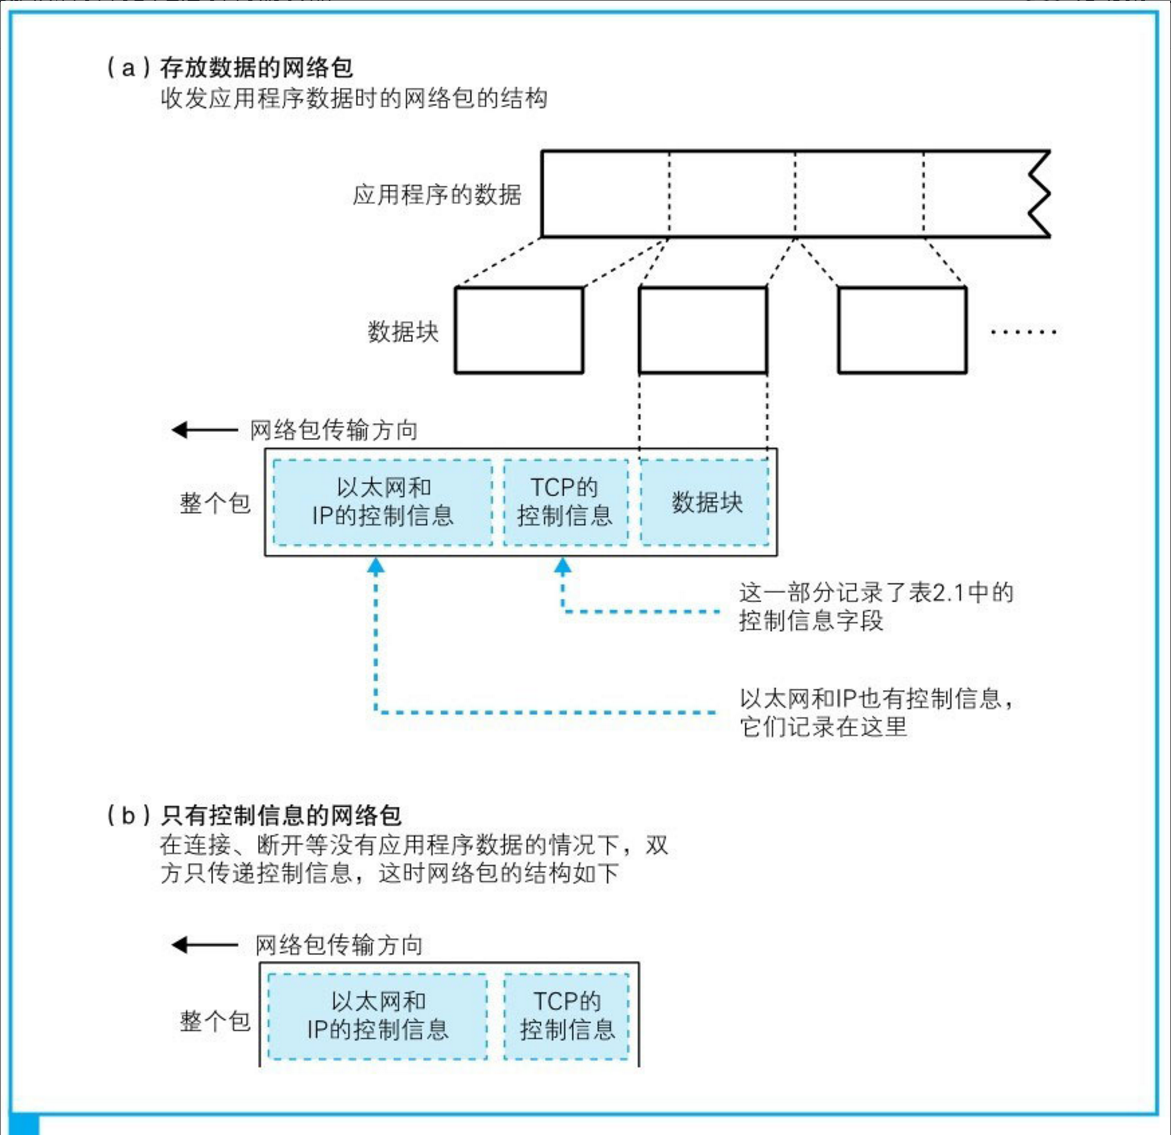 (a) 存放数据的网络包
收发应用程序数据时的网络包的结构
应用程序的数据
数据块
……
网络包传输方向
整个包
以太网和
IP的控制信息
TCP的
控制信息
数据块
这一部分记录了表2.1中的
控制信息字段
以太网和IP也有控制信息，
它们记录在这里
(b) 只有控制信息的网络包
在连接、断开等没有应用程序数据的情况下，双
方只传递控制信息，这时网络包的结构如下
网络包传输方向
整个包
以太网和
IP的控制信息
TCP的
控制信息